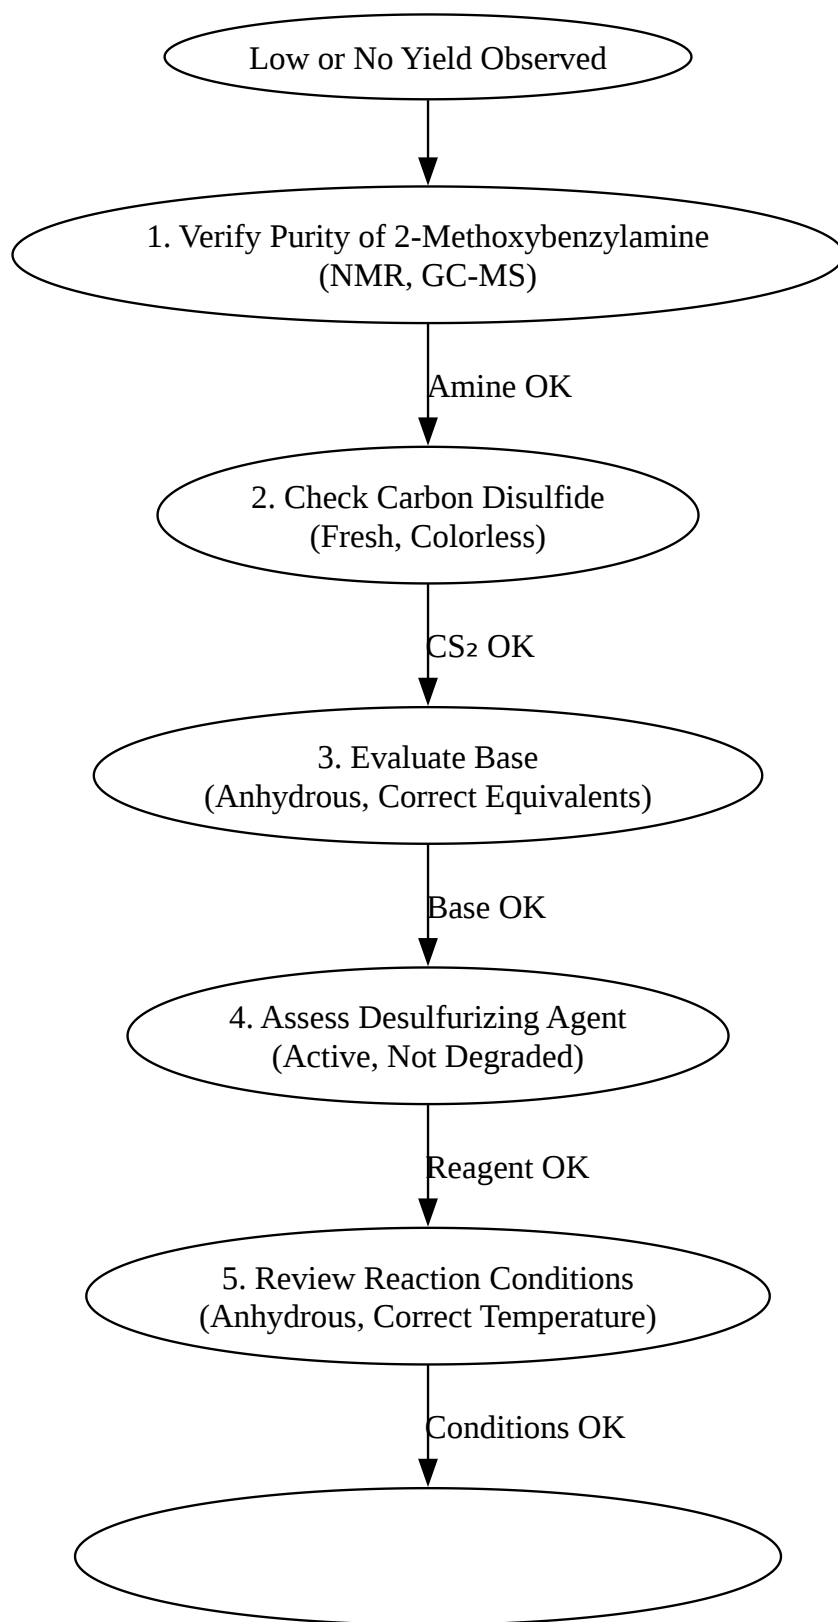 Low or No Yield Observed
1. Verify Purity of 2-Methoxybenzylamine
(NMR, GC-MS)
Amine OK
2. Check Carbon Disulfide
(Fresh, Colorless)
CS₂ OK
3. Evaluate Base
(Anhydrous, Correct Equivalents)
Base OK
4. Assess Desulfurizing Agent
(Active, Not Degraded)
Reagent OK
5. Review Reaction Conditions
(Anhydrous, Correct Temperature)
Conditions OK